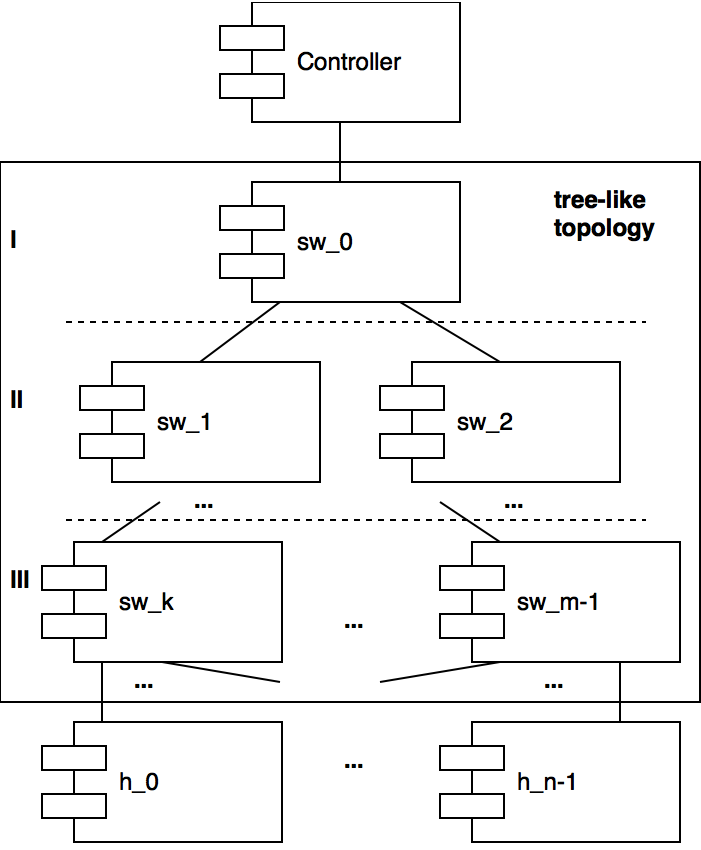 Controller
tree-like
topology
I
sw_0
II
sw_1
sw_2
...
...
III
sw_k
sw_m-1
...
...
...
h_0
...
h_n-1